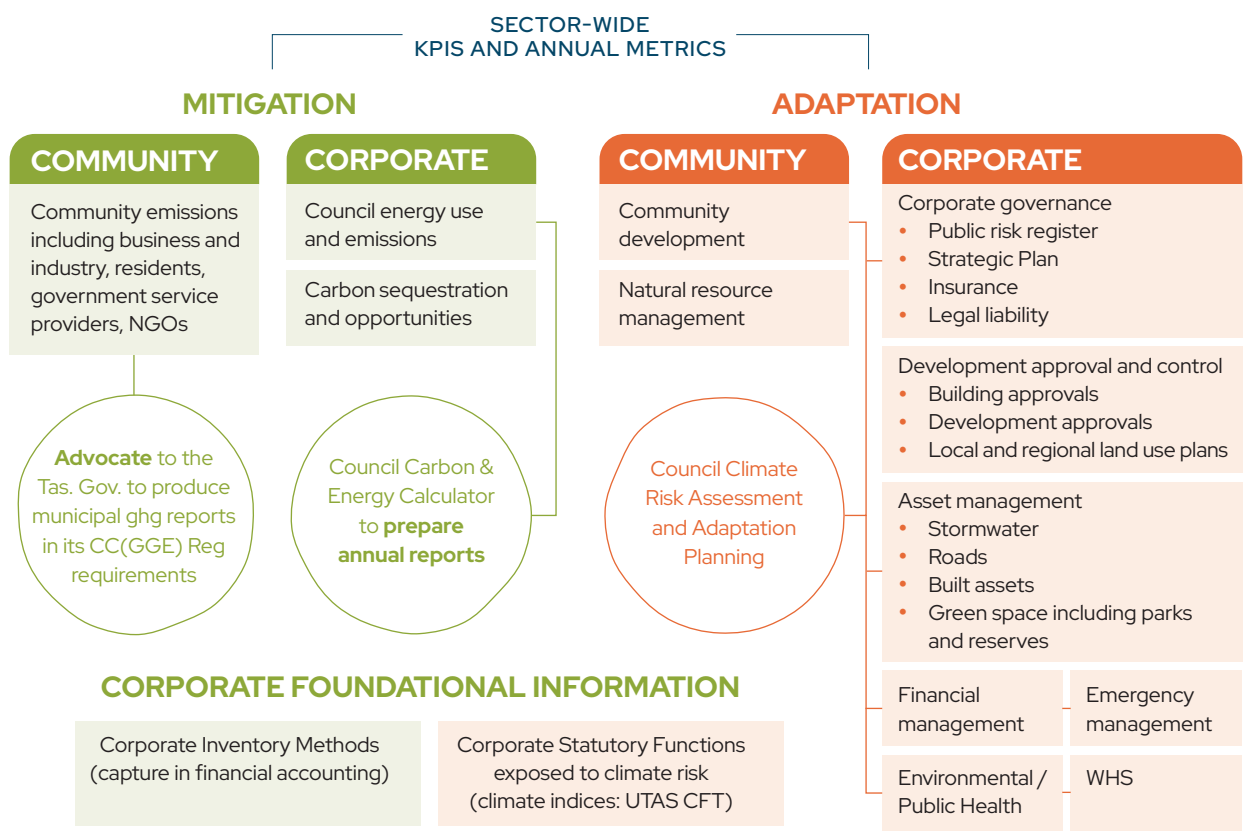 SECTOR-WIDE
KPIS AND ANNUAL METRICS
MITIGATION
COMMUNITY
Community emissions
including business and
industry, residents,
government service
providers, NGOs
Advocate to the
Tas. Gov. to produce
municipal ghg reports
in its CC(GGE) Reg
requirements
CORPORATE
Council energy use
and emissions
Carbon sequestration
and opportunities
Council Carbon &
Energy Calculator
to prepare
annual reports
ADAPTATION
COMMUNITY
Community
development
Natural resource
management
Council Climate
Risk Assessment
and Adaptation
Planning
CORPORATE
Corporate governance
• Public risk register
• Strategic Plan
• Insurance
• Legal liability
Development approval and control
• Building approvals
• Development approvals
• Local and regional land use plans
Asset management
• Stormwater
• Roads
• Built assets
• Green space including parks
and reserves
Financial
management
Emergency
management
Environmental /
Public Health
WHS
CORPORATE FOUNDATIONAL INFORMATION
Corporate Inventory Methods
(capture in financial accounting)
Corporate Statutory Functions
exposed to climate risk
(climate indices: UTAS CFT)